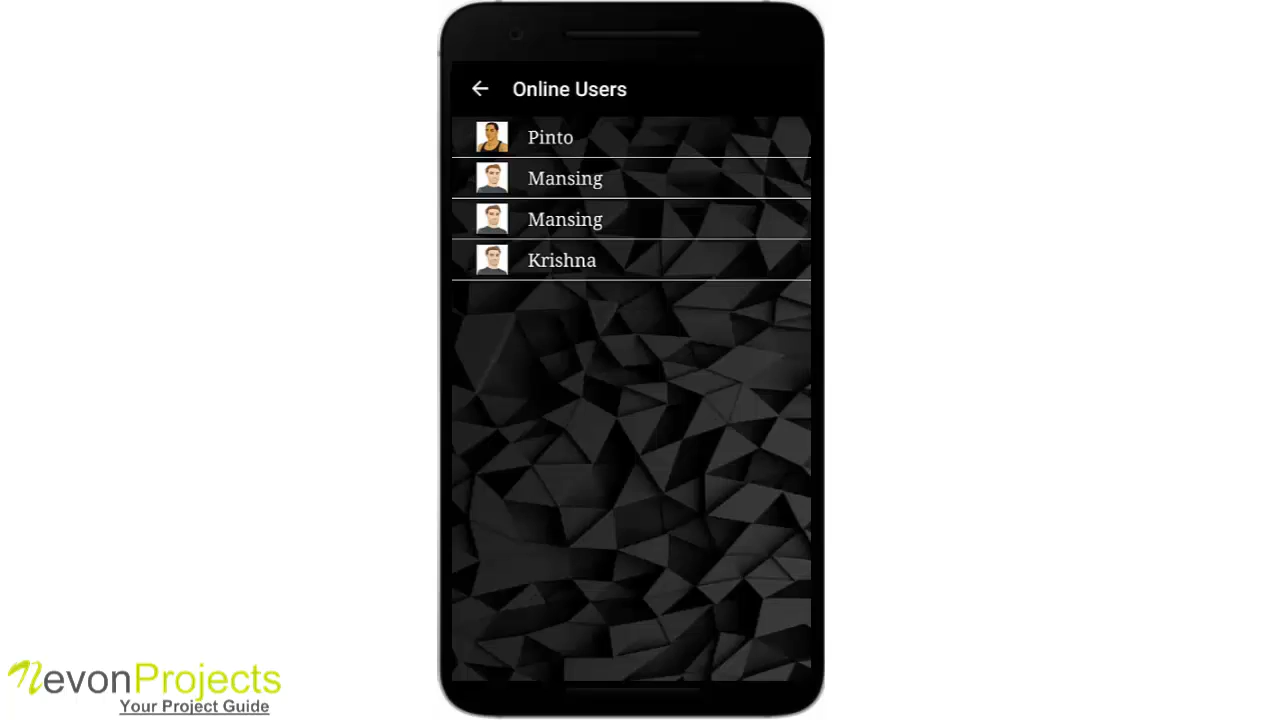 Online Users
Pinto
Mansing
Mansing
Krishna
NevonProjects
Your Project Guide